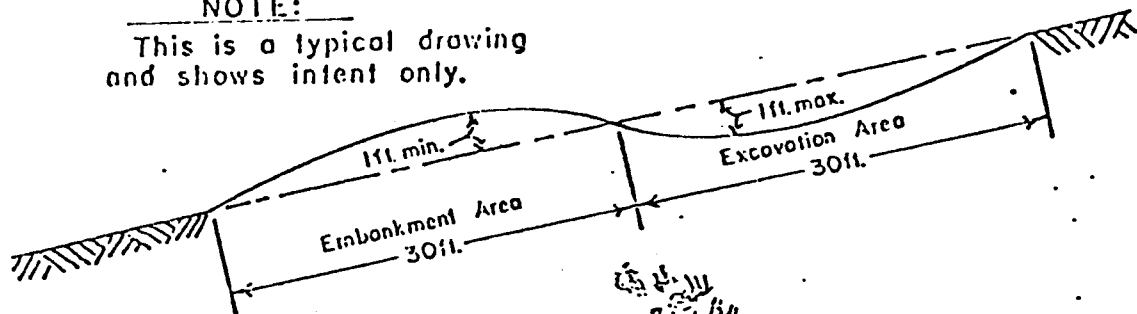 NOTE:
This is a typical drawing
and shows intent only.
1ft. max.
1ft. min.
Excavation Area
30ft.
Embankment Area
30ft.